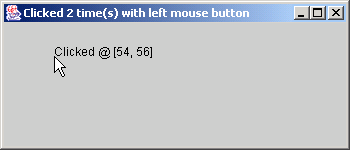 Clicked 2 time(s) with left mouse button
Clicked @ [54, 56]